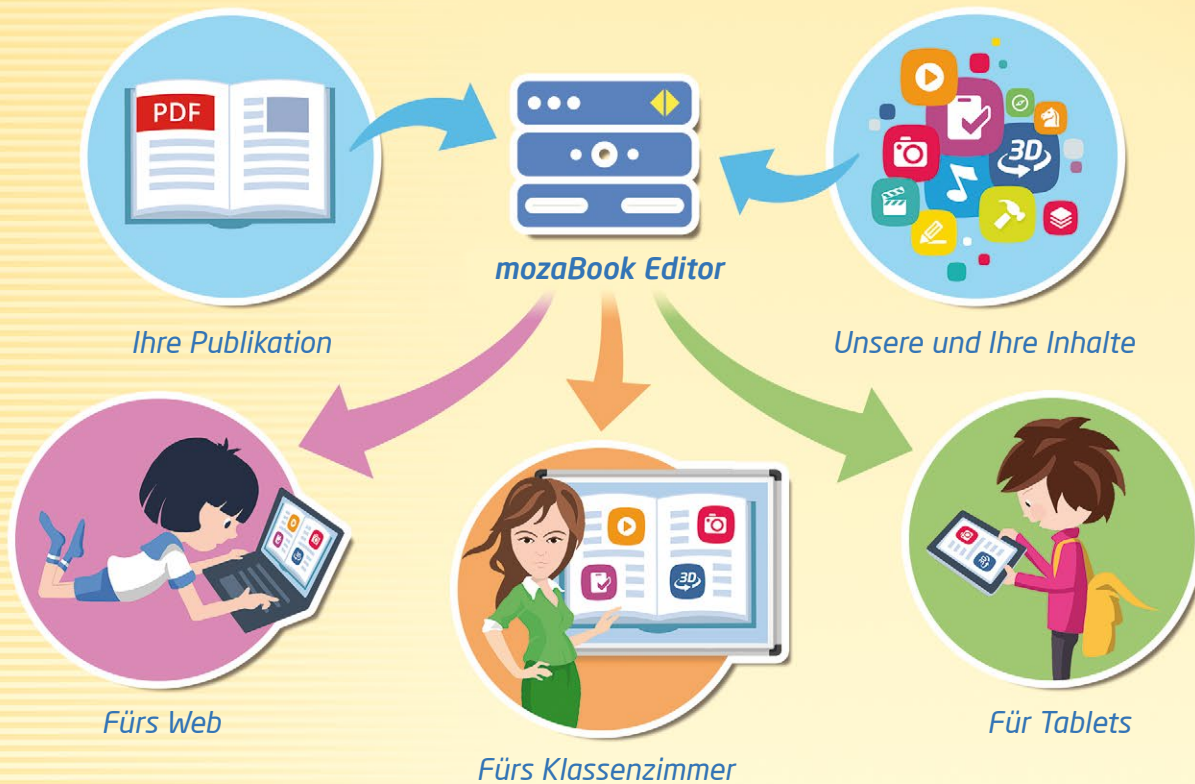 PDF
3D
mozaBook Editor
Ihre Publikation
Unsere und Ihre Inhalte
3D
Fürs Web
Für Tablets
Fürs Klassenzimmer